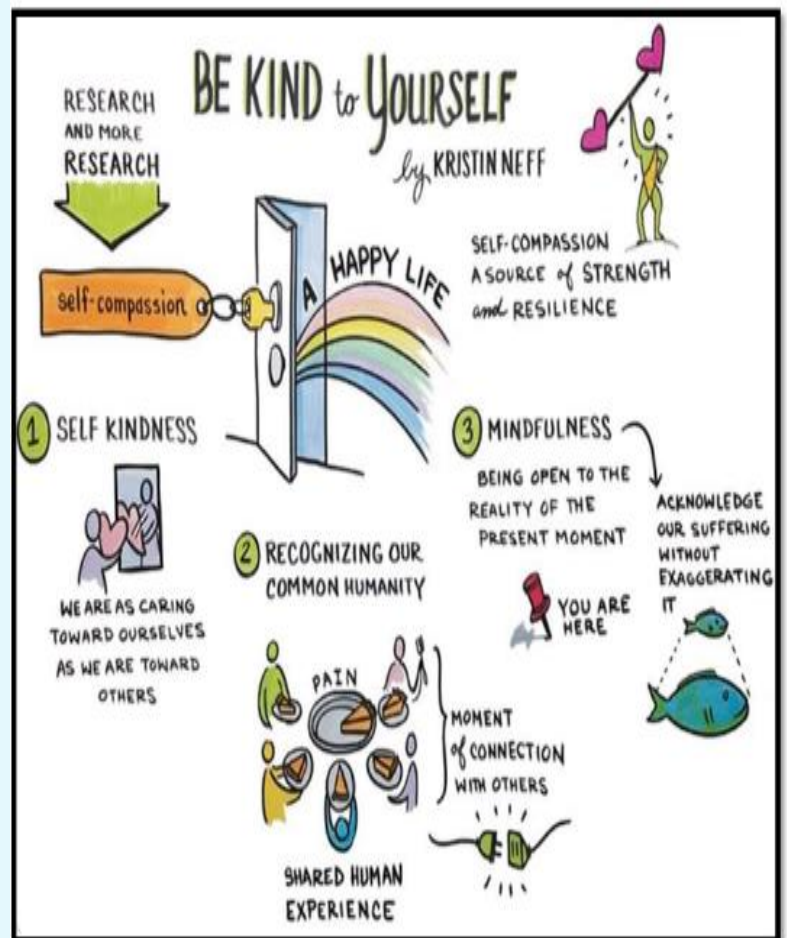 BE KIND to YOURSELF
by KRISTIN NEFF
RESEARCH
AND MORE
RESEARCH
self-compassion
A HAPPY LIFE
SELF-COMPASSION
A SOURCE of STRENGTH
and RESILIENCE
1 SELF KINDNESS
WE ARE AS CARING
TOWARD OURSELVES
AS WE ARE TOWARD
OTHERS
2 RECOGNIZING OUR
COMMON HUMANITY
PAIN
MOMENT
of CONNECTION
WITH OTHERS
SHARED HUMAN
EXPERIENCE
3 MINDFULNESS
BEING OPEN TO THE
REALITY OF THE
PRESENT MOMENT
YOU ARE
HERE
ACKNOWLEDGE
OUR SUFFERING
WITHOUT
EXAGGERATING
IT